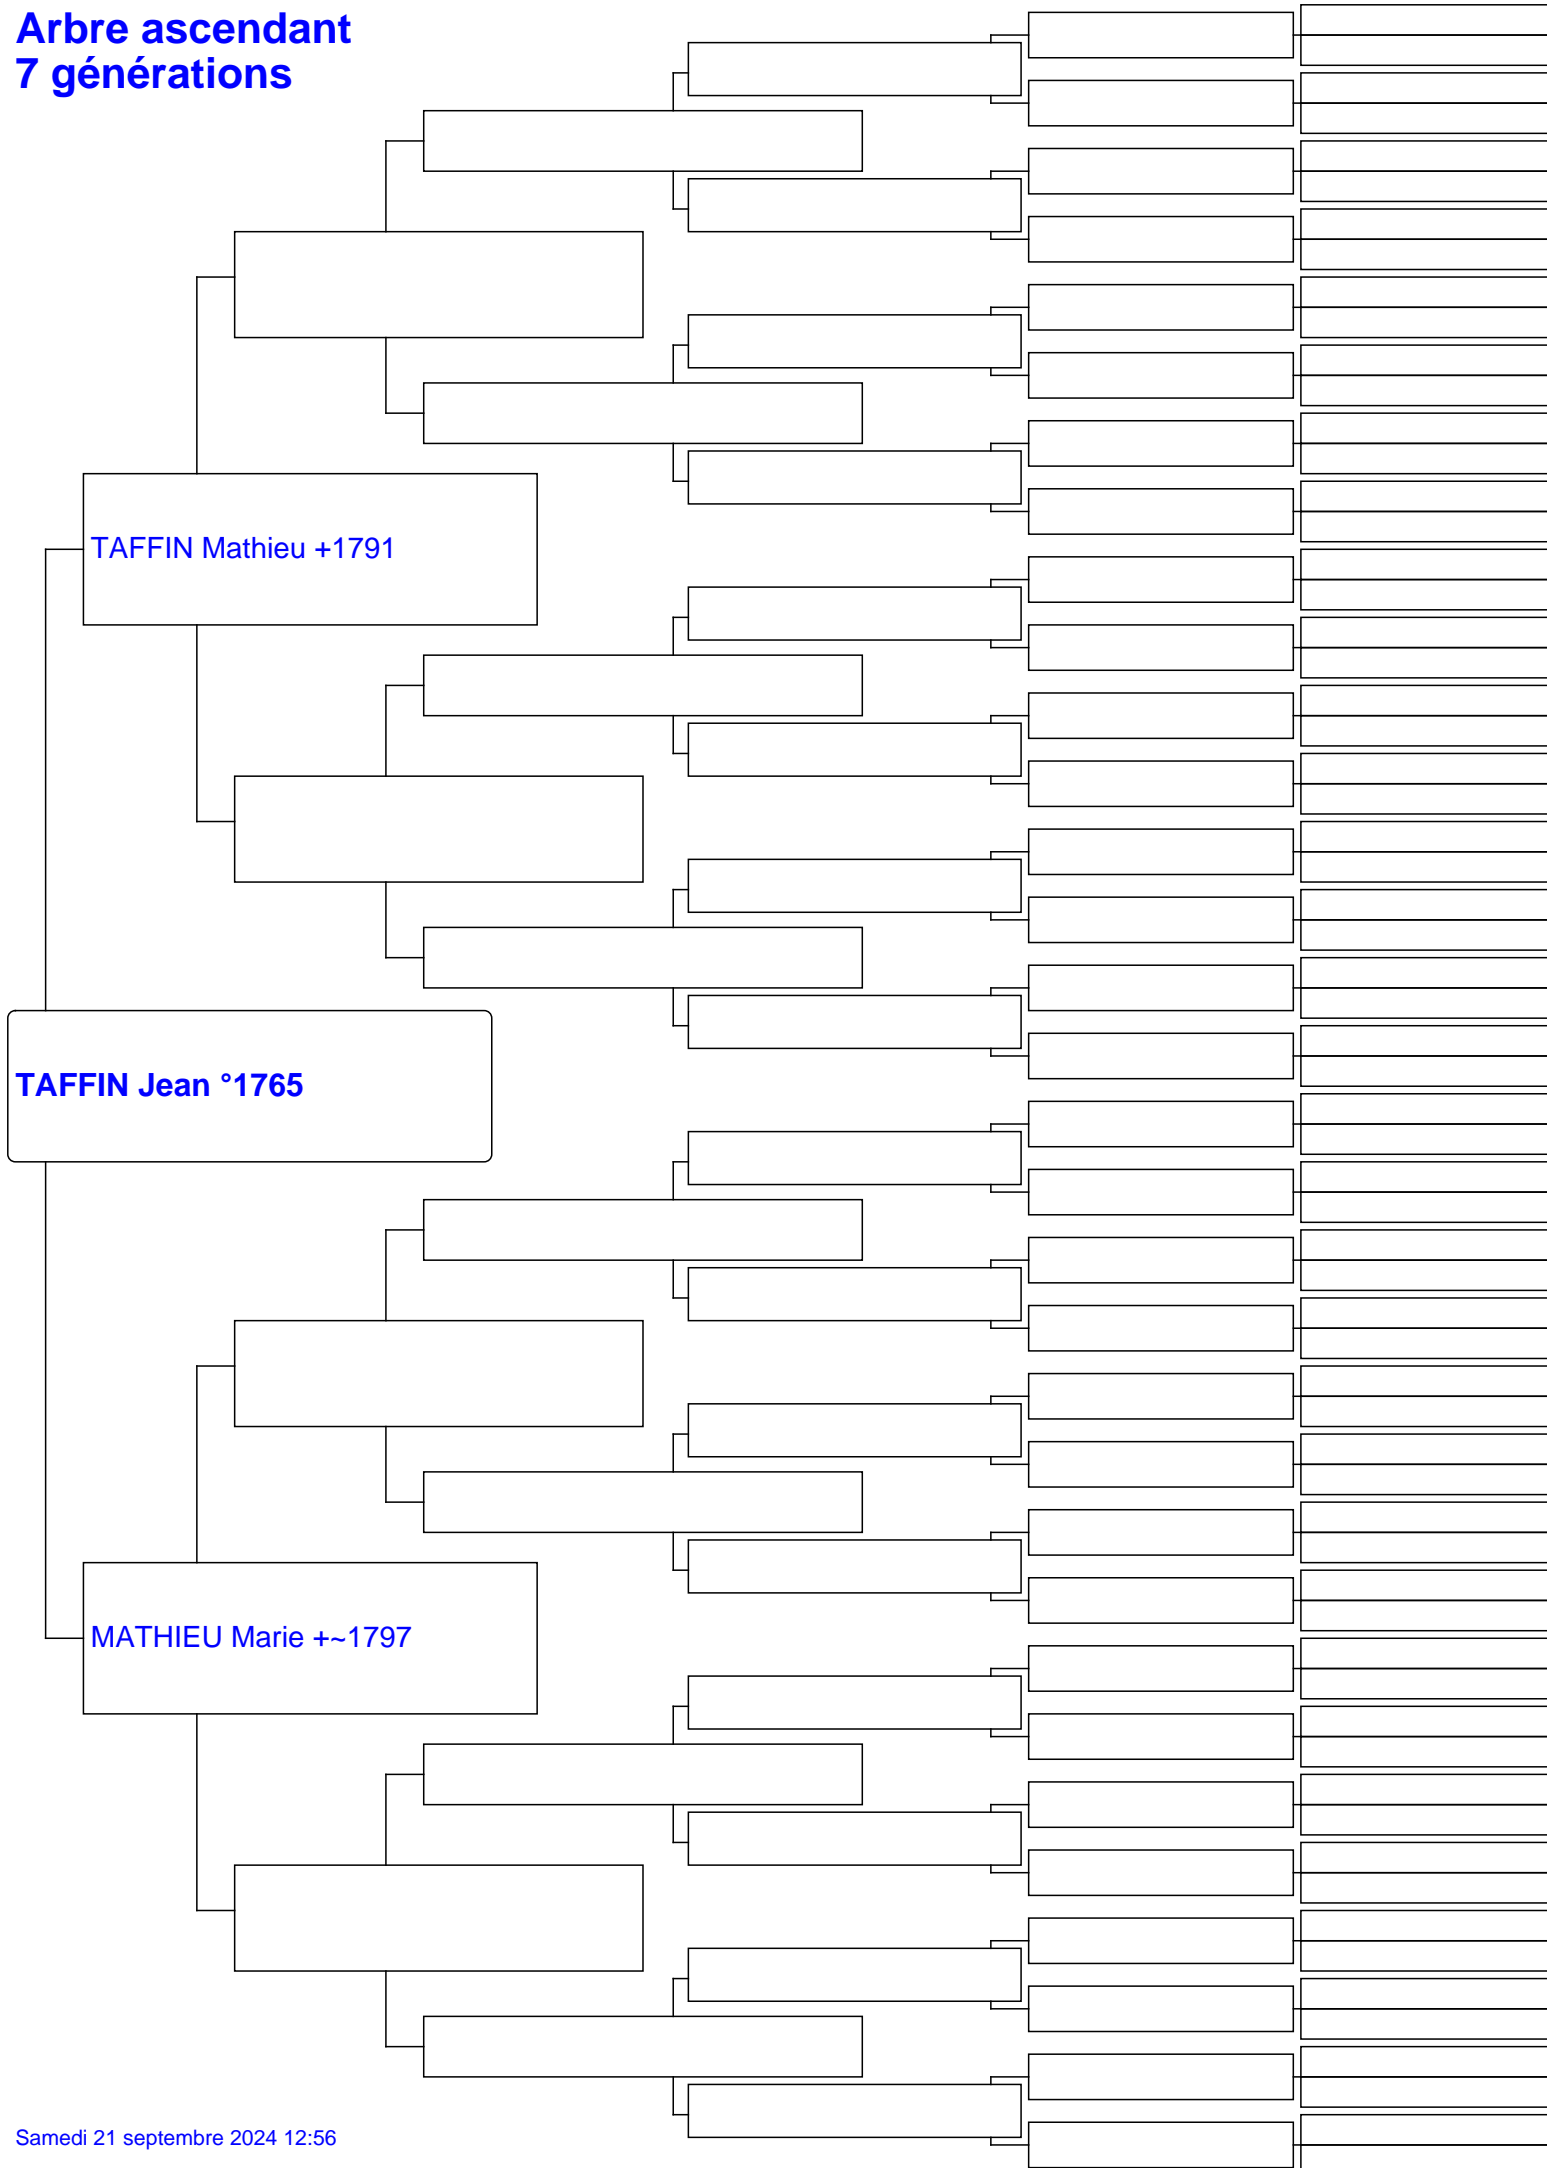 Arbre ascendant
7 générations
TAFFIN Mathieu +1791
TAFFIN Jean °1765
MATHIEU Marie +~1797
Samedi 21 septembre 2024 12:56